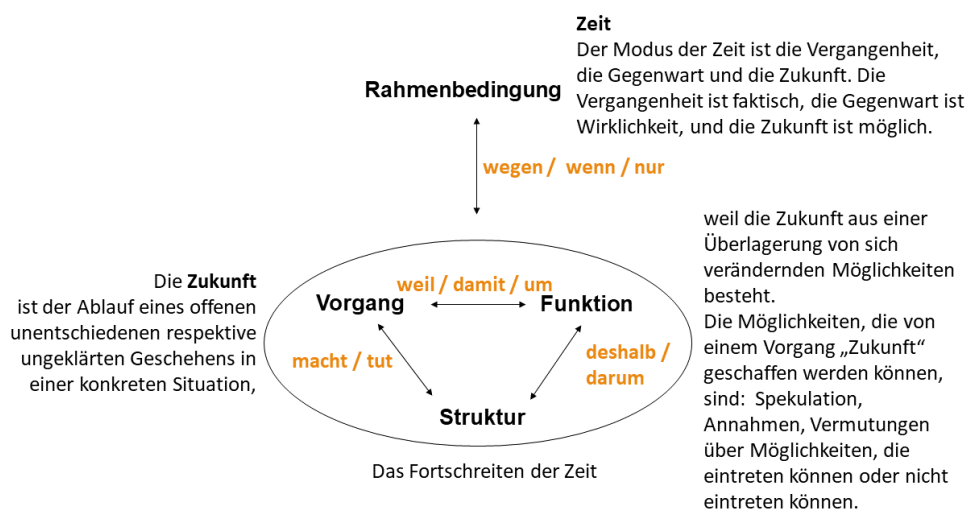 Zeit
Der Modus der Zeit ist die Vergangenheit,
die Gegenwart und die Zukunft. Die
Vergangenheit ist faktisch, die Gegenwart ist
Wirklichkeit, und die Zukunft ist möglich.
Rahmenbedingung
wegen / wenn / nur
Die Zukunft
ist der Ablauf eines offenen
unentschiedenen respektive
ungeklärten Geschehens in
einer konkreten Situation,
weil / damit / um
Vorgang
Funktion
macht / tut
deshalb /
darum
Struktur
Das Fortschreiten der Zeit
weil die Zukunft aus einer
Überlagerung von sich
verändernden Möglichkeiten
besteht.
Die Möglichkeiten, die von
einem Vorgang „Zukunft“
geschaffen werden können,
sind: Spekulation,
Annahmen, Vermutungen
über Möglichkeiten, die
eintreten können oder nicht
eintreten können.